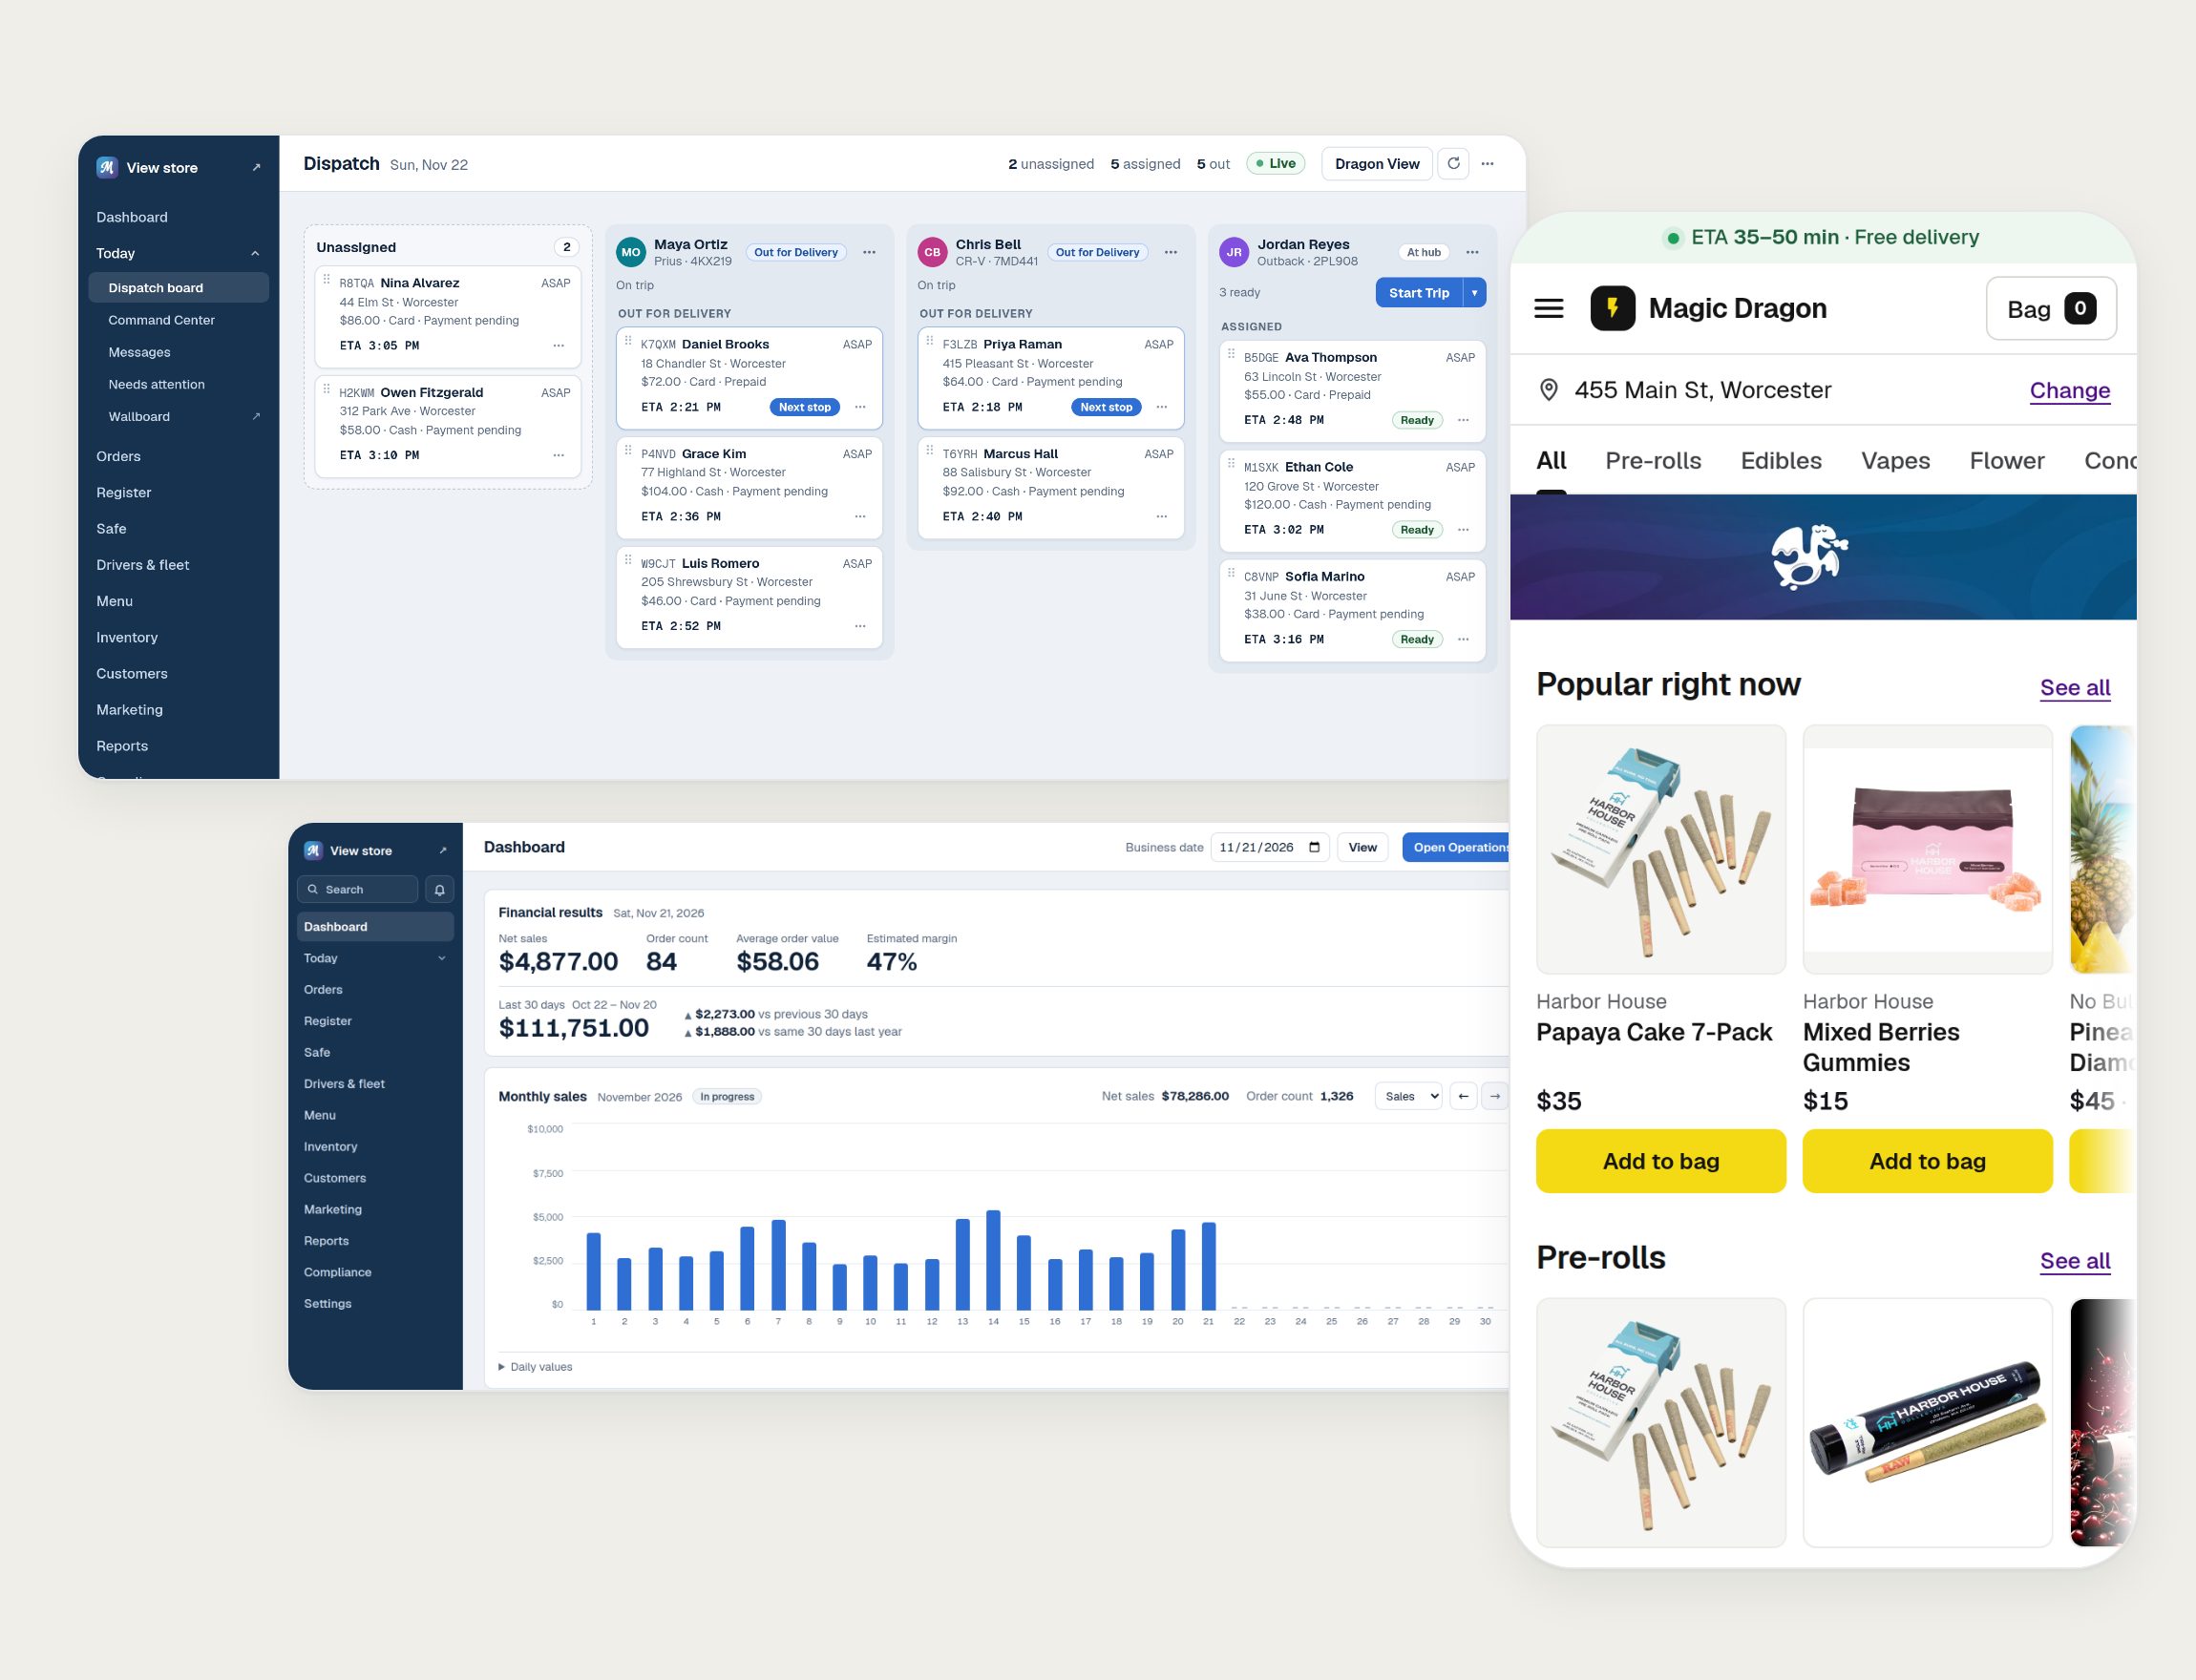 View store ↗
Dashboard
Today
Dispatch board
Command Center
Messages
Needs attention
Wallboard ↗
Orders
Register
Safe
Drivers & fleet
Menu
Inventory
Customers
Marketing
Reports
Dispatch Sun, Nov 22
2 unassigned 5 assigned 5 out Live Dragon View
Unassigned 2
R8TQA Nina Alvarez ASAP
44 Elm St · Worcester
$86.00 · Card · Payment pending
ETA 3:05 PM
H2KWM Owen Fitzgerald ASAP
312 Park Ave · Worcester
$58.00 · Cash · Payment pending
ETA 3:10 PM
MO Maya Ortiz Out for Delivery
Prius · 4KX219
On trip
OUT FOR DELIVERY
K7QXM Daniel Brooks ASAP
18 Chandler St · Worcester
$72.00 · Card · Prepaid
ETA 2:21 PM Next stop
P4NVD Grace Kim ASAP
77 Highland St · Worcester
$104.00 · Cash · Payment pending
ETA 2:36 PM
W9CJT Luis Romero ASAP
205 Shrewsbury St · Worcester
$46.00 · Card · Payment pending
ETA 2:52 PM
CB Chris Bell Out for Delivery
CR-V · 7MD441
On trip
OUT FOR DELIVERY
F3LZB Priya Raman ASAP
415 Pleasant St · Worcester
$64.00 · Card · Payment pending
ETA 2:18 PM Next stop
T6YRH Marcus Hall ASAP
88 Salisbury St · Worcester
$92.00 · Cash · Payment pending
ETA 2:40 PM
JR Jordan Reyes At hub
Outback · 2PL908
3 ready Start Trip
ASSIGNED
B5DGE Ava Thompson ASAP
63 Lincoln St · Worcester
$55.00 · Card · Prepaid
ETA 2:48 PM Ready
M1SXK Ethan Cole ASAP
120 Grove St · Worcester
$120.00 · Cash · Payment pending
ETA 3:02 PM Ready
C8VNP Sofia Marino ASAP
31 June St · Worcester
$38.00 · Card · Payment pending
ETA 3:16 PM Ready
View store ↗
Search
Dashboard
Today
Orders
Register
Safe
Drivers & fleet
Menu
Inventory
Customers
Marketing
Reports
Compliance
Settings
Dashboard
Business date 11/21/2026 View Open Operations
Financial results Sat, Nov 21, 2026
Net sales Order count Average order value Estimated margin
$4,877.00 84 $58.06 47%
Last 30 days Oct 22 – Nov 20
$111,751.00
▲ $2,273.00 vs previous 30 days
▲ $1,888.00 vs same 30 days last year
Monthly sales November 2026 In progress
Net sales $78,286.00 Order count 1,326 Sales ← →
$10,000
$7,500
$5,000
$2,500
$0
1 2 3 4 5 6 7 8 9 10 11 12 13 14 15 16 17 18 19 20 21 22 23 24 25 26 27 28 29 30
▶ Daily values
ETA 35–50 min · Free delivery
Magic Dragon Bag 0
455 Main St, Worcester Change
All Pre-rolls Edibles Vapes Flower Conc
Popular right now See all
HH
HARBOR
HOUSE
HH
HARBOR
HOUSE
Harbor House
Papaya Cake 7-Pack
$35
Add to bag
Harbor House
Mixed Berries
Gummies
$15
Add to bag
No Bu
Pinea
Diam
$45 ·
Pre-rolls See all
HH
HARBOR
HOUSE
HH HARBOR HOUSE
RAW